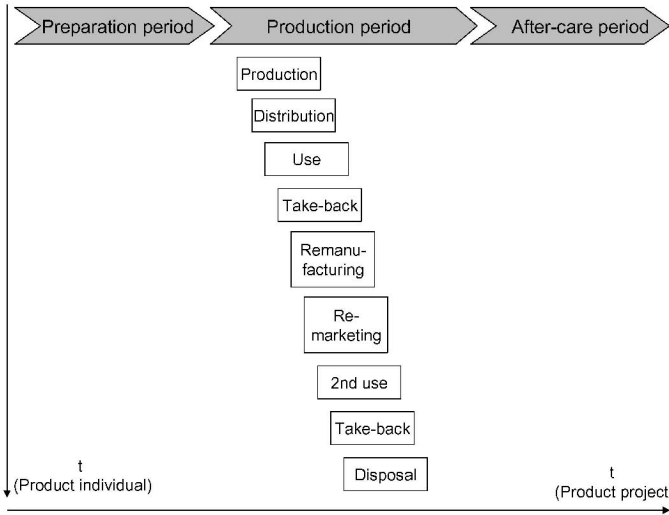 Preparation period
Production period
After-care period
Production
Distribution
Use
Take-back
Remanu-
facturing
Re-
marketing
2nd use
Take-back
Disposal
t
(Product individual)
t
(Product project